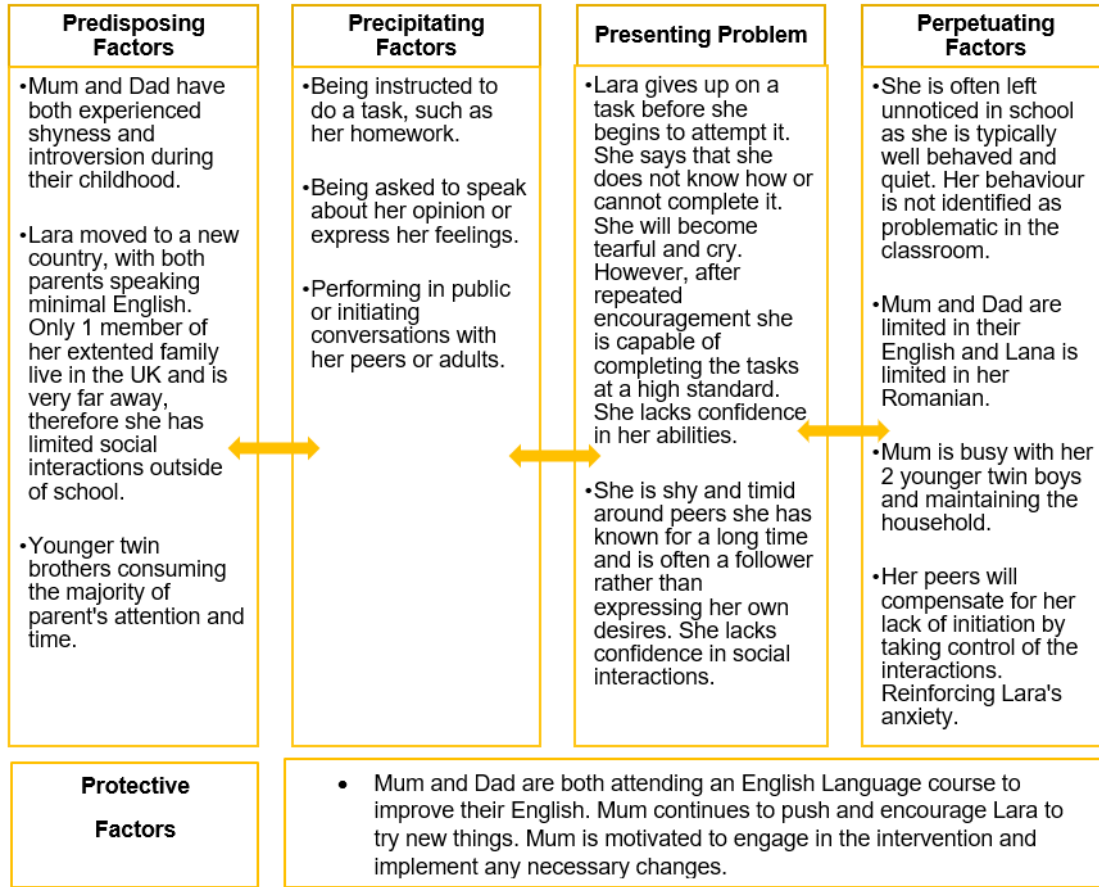 Predisposing
Factors
•Mum and Dad have
both experienced
shyness and
introversion during
their childhood.
•Lara moved to a new
country, with both
parents speaking
minimal English.
Only 1 member of
her extented family
live in the UK and is
very far away,
therefore she has
limited social
interactions outside
of school.
•Younger twin
brothers consuming
the majority of
parent's attention and
time.
Precipitating
Factors
•Being instructed to
do a task, such as
her homework.
•Being asked to speak
about her opinion or
express her feelings.
•Performing in public
or initiating
conversations with
her peers or adults.
Presenting Problem
•Lara gives up on a
task before she
begins to attempt it.
She says that she
does not know how or
cannot complete it.
She will become
tearful and cry.
However, after
repeated
encouragement she
is capable of
completing the tasks
at a high standard.
She lacks confidence
in her abilities.
•She is shy and timid
around peers she has
known for a long time
and is often a follower
rather than
expressing her own
desires. She lacks
confidence in social
interactions.
Perpetuating
Factors
•She is often left
unnoticed in school
as she is typically
well behaved and
quiet. Her behaviour
is not identified as
problematic in the
classroom.
•Mum and Dad are
limited in their
English and Lana is
limited in her
Romanian.
•Mum is busy with her
2 younger twin boys
and maintaining the
household.
•Her peers will
compensate for her
lack of initiation by
taking control of the
interactions.
Reinforcing Lara's
anxiety.
Protective
Factors
• Mum and Dad are both attending an English Language course to
improve their English. Mum continues to push and encourage Lara to
try new things. Mum is motivated to engage in the intervention and
implement any necessary changes.